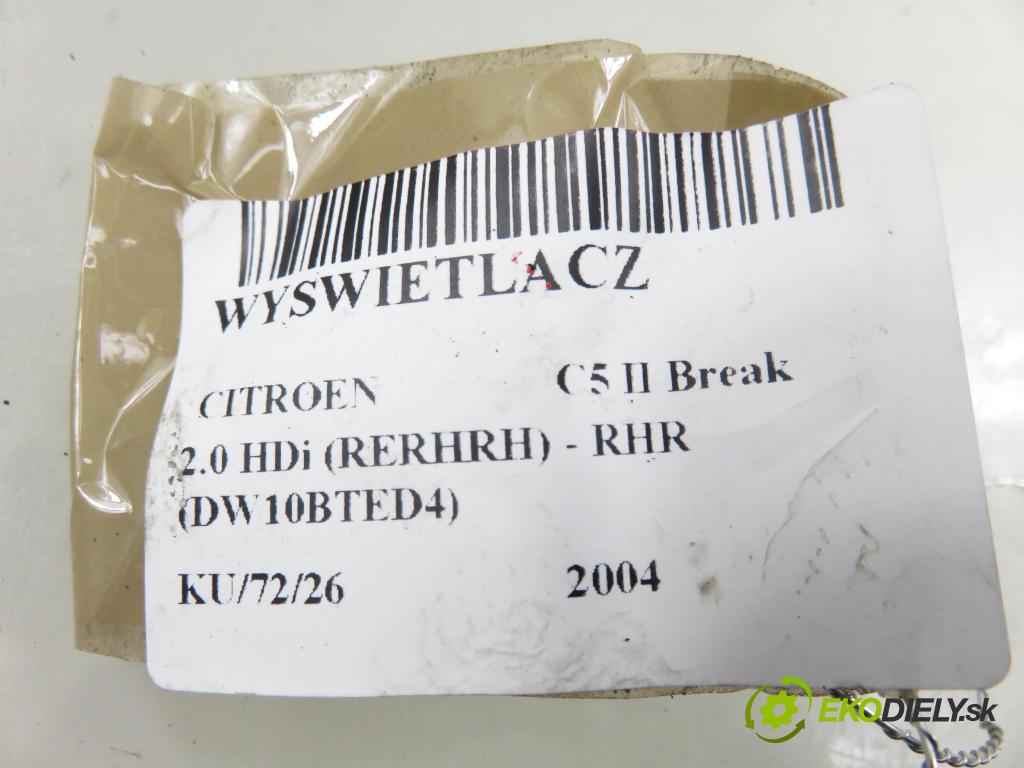 WYSWIETLACZ
CITROEN C5 II Break
2.0 HDi (RERHRH) - RHR
(DW10BTED4)
KU/72/26 2004
EKODIELY.sk